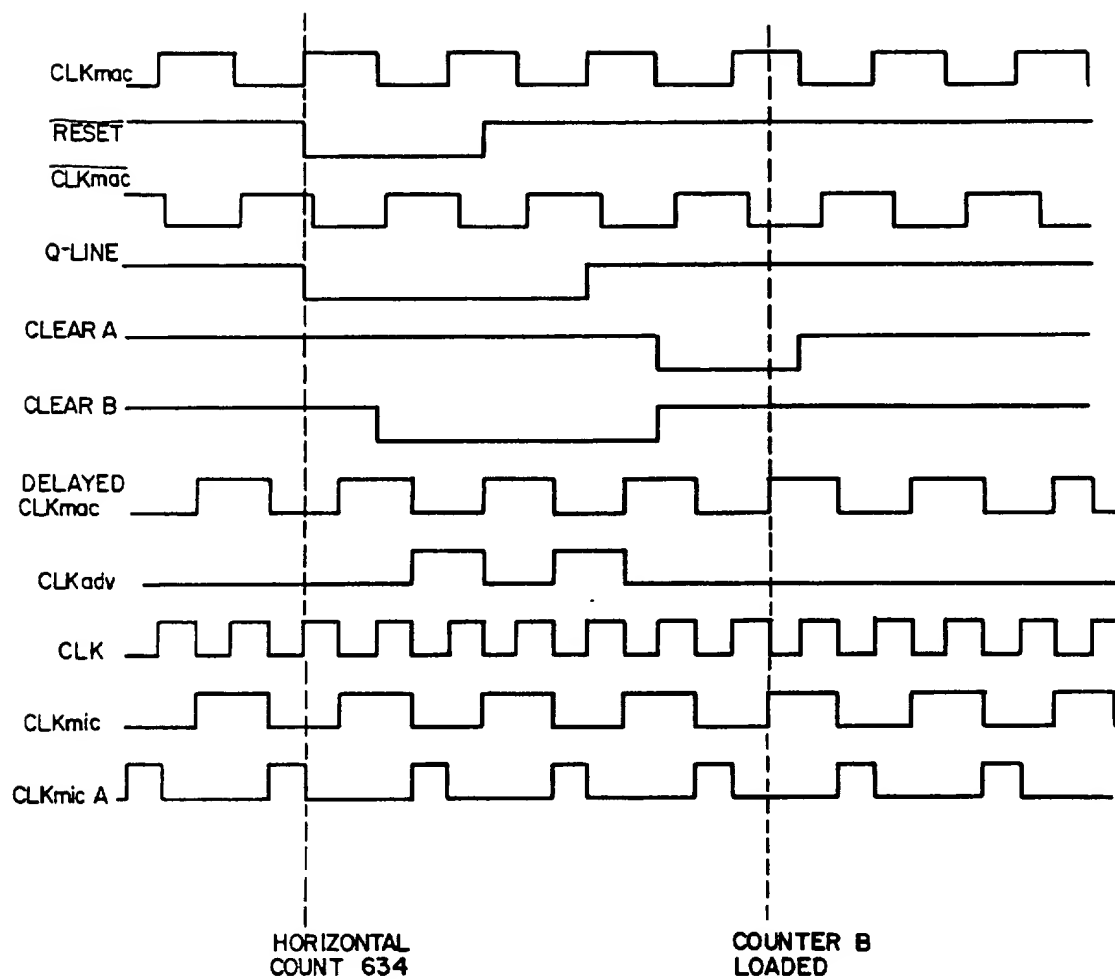 CLKmac
RESET
CLKmac
Q-LINE
CLEAR A
CLEAR B
DELAYED
CLKmac
CLKadv
CLK
CLKmic
CLKmic A
HORIZONTAL
COUNT 634
COUNTER B
LOADED